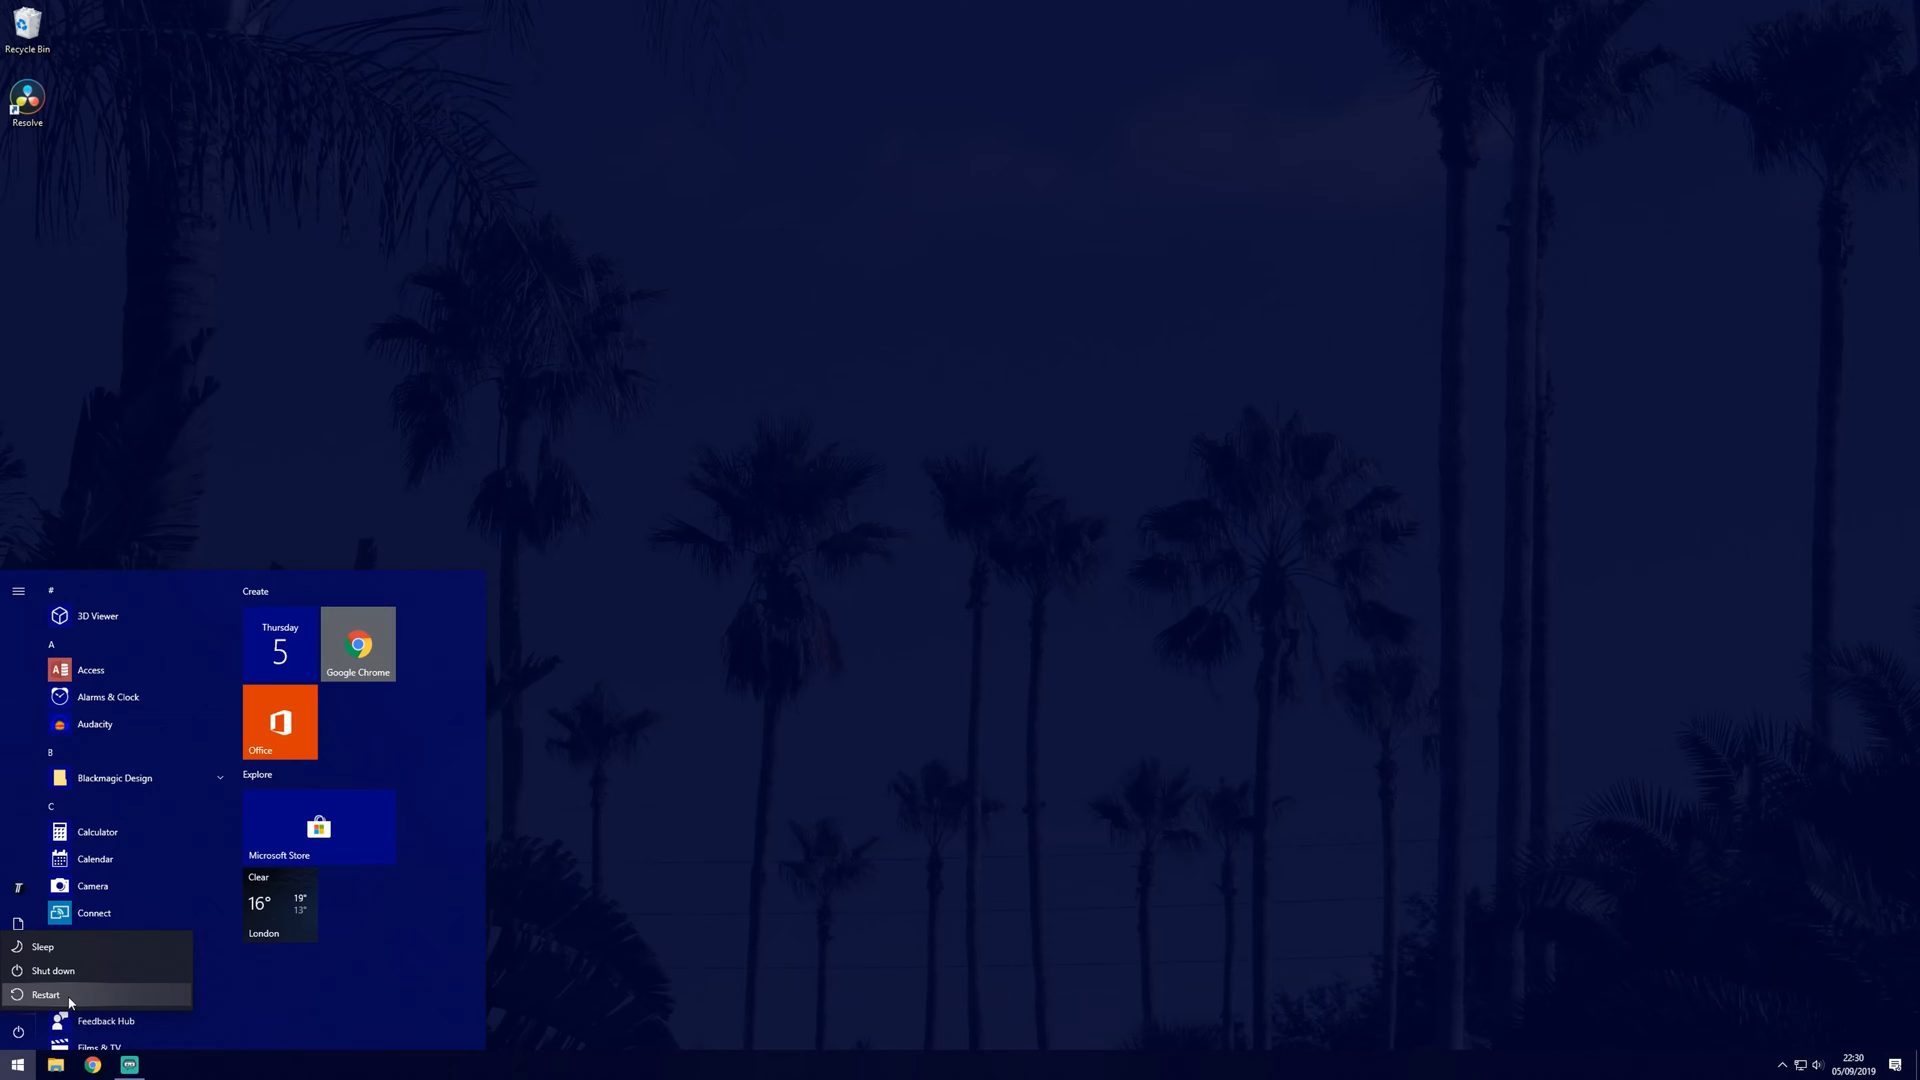 Recycle Bin
Resolve
#
3D Viewer
A
Access
Alarms & Clock
Audacity
B
Blackmagic Design
C
Calculator
Calendar
Camera
Connect
Sleep
Shut down
Restart
Feedback Hub
Films & TV
Create
Thursday
5
Google Chrome
Office
Explore
Microsoft Store
Clear
16° 19°
13°
London
22:30
05/09/2019